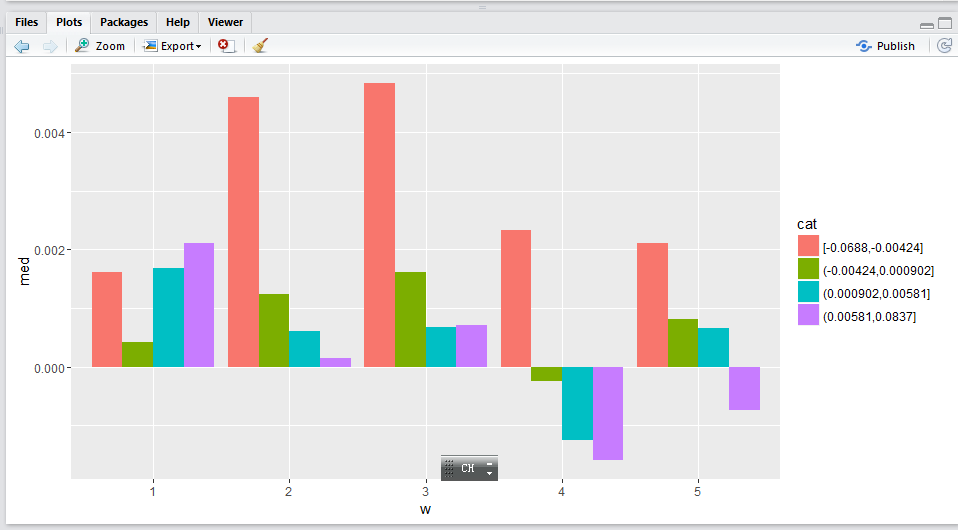 Files Plots Packages Help Viewer
Zoom Export Publish
0.004
0.002
0.000
med
1 2 3 4 5
w
cat
[-0.0688,-0.00424]
(-0.00424,0.000902]
(0.000902,0.00581]
(0.00581,0.0837]
CH